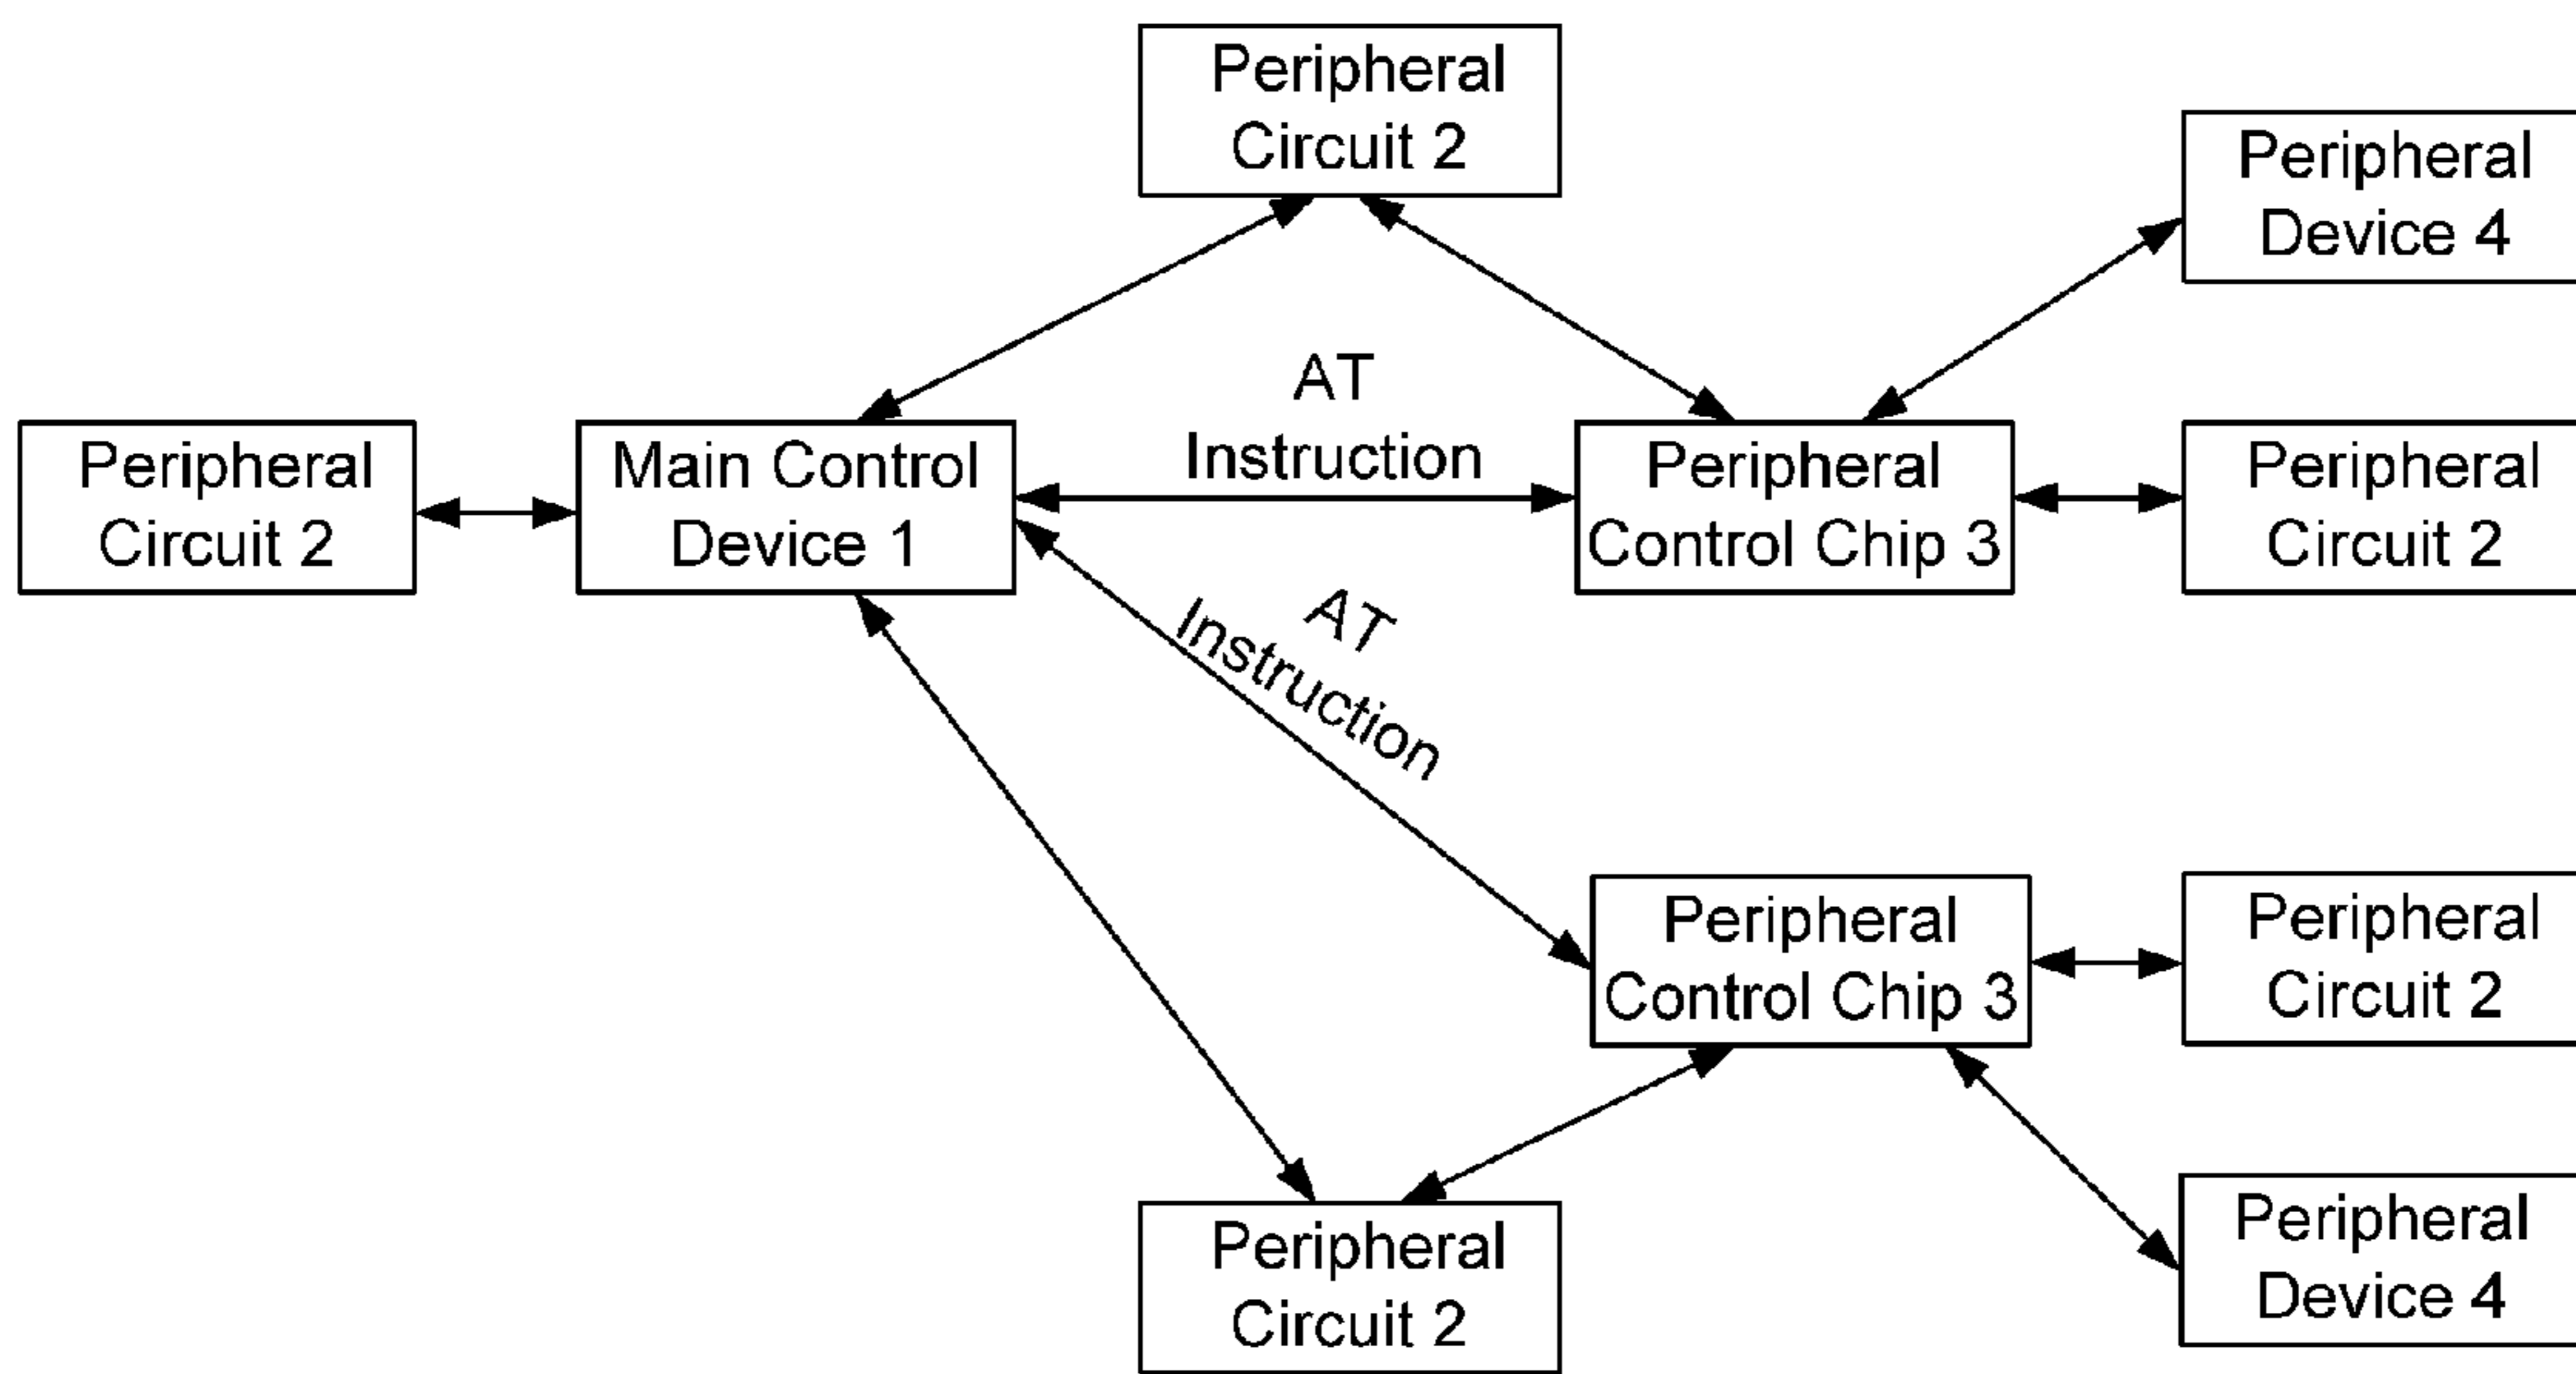 Peripheral
Circuit 2
Peripheral
Device 4
AT
Instruction
Peripheral
Circuit 2
Main Control
Device 1
Peripheral
Control Chip 3
Peripheral
Circuit 2
AT
Instruction
Peripheral
Control Chip 3
Peripheral
Circuit 2
Peripheral
Circuit 2
Peripheral
Device 4